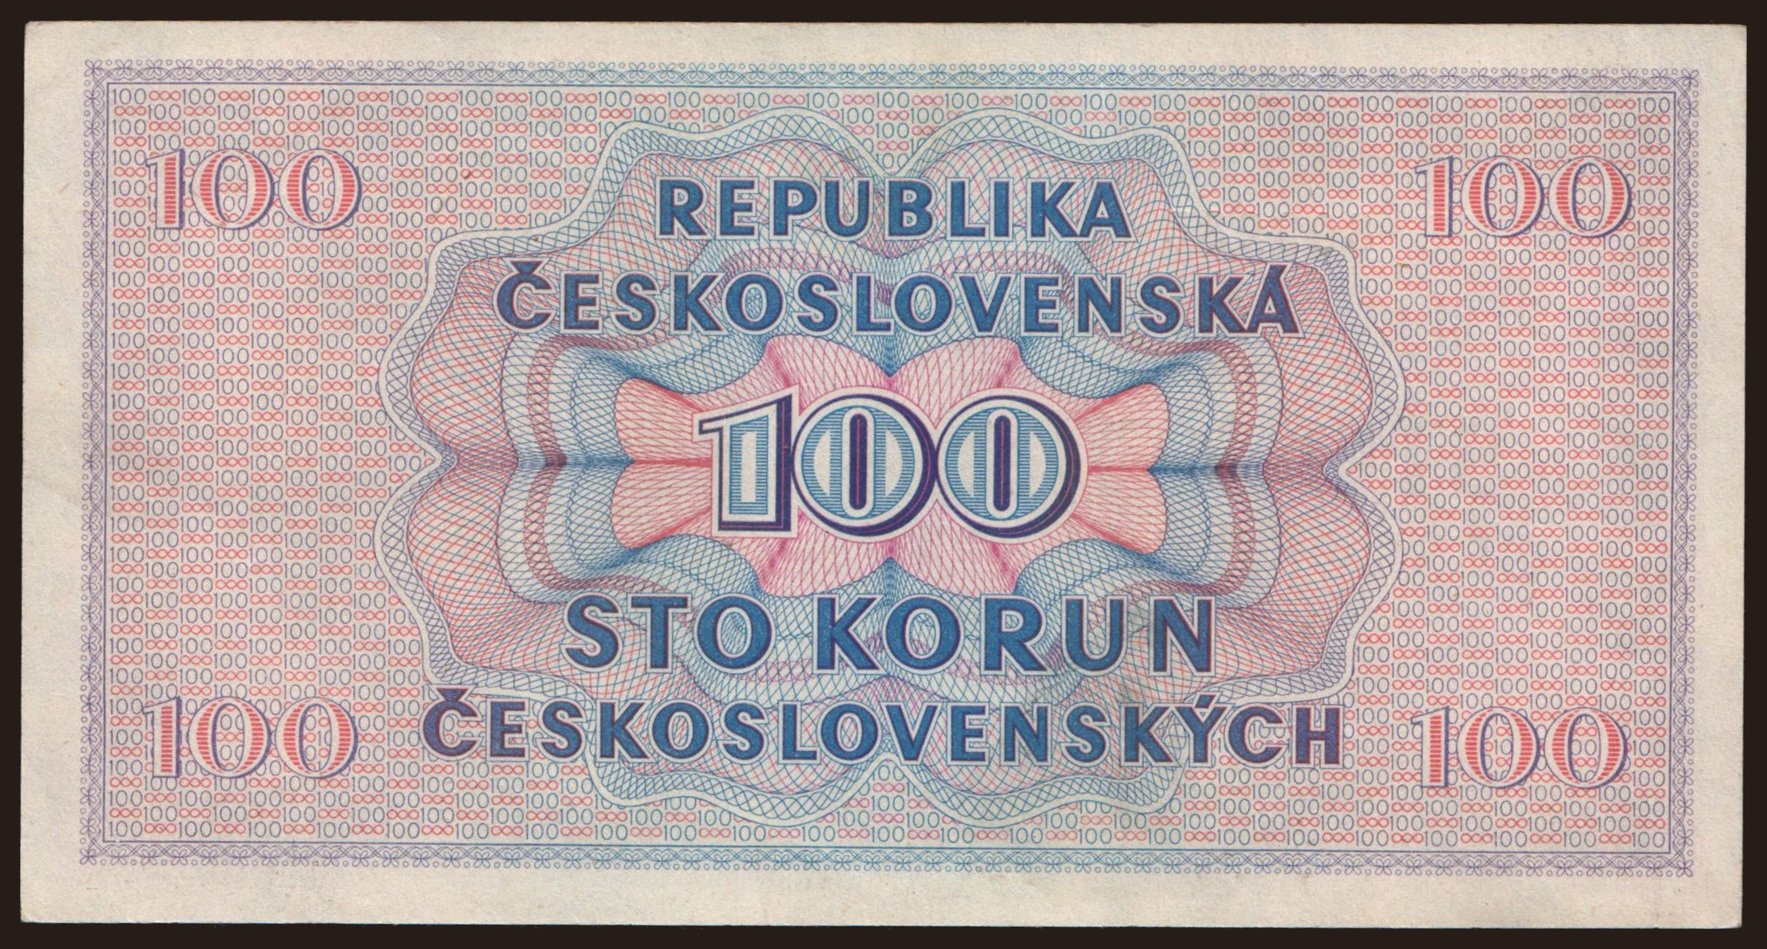 100 100
REPUBLIKA
ČESKOSLOVENSKÁ
100
STO KORUN
ČESKOSLOVENSKÝCH
100 100